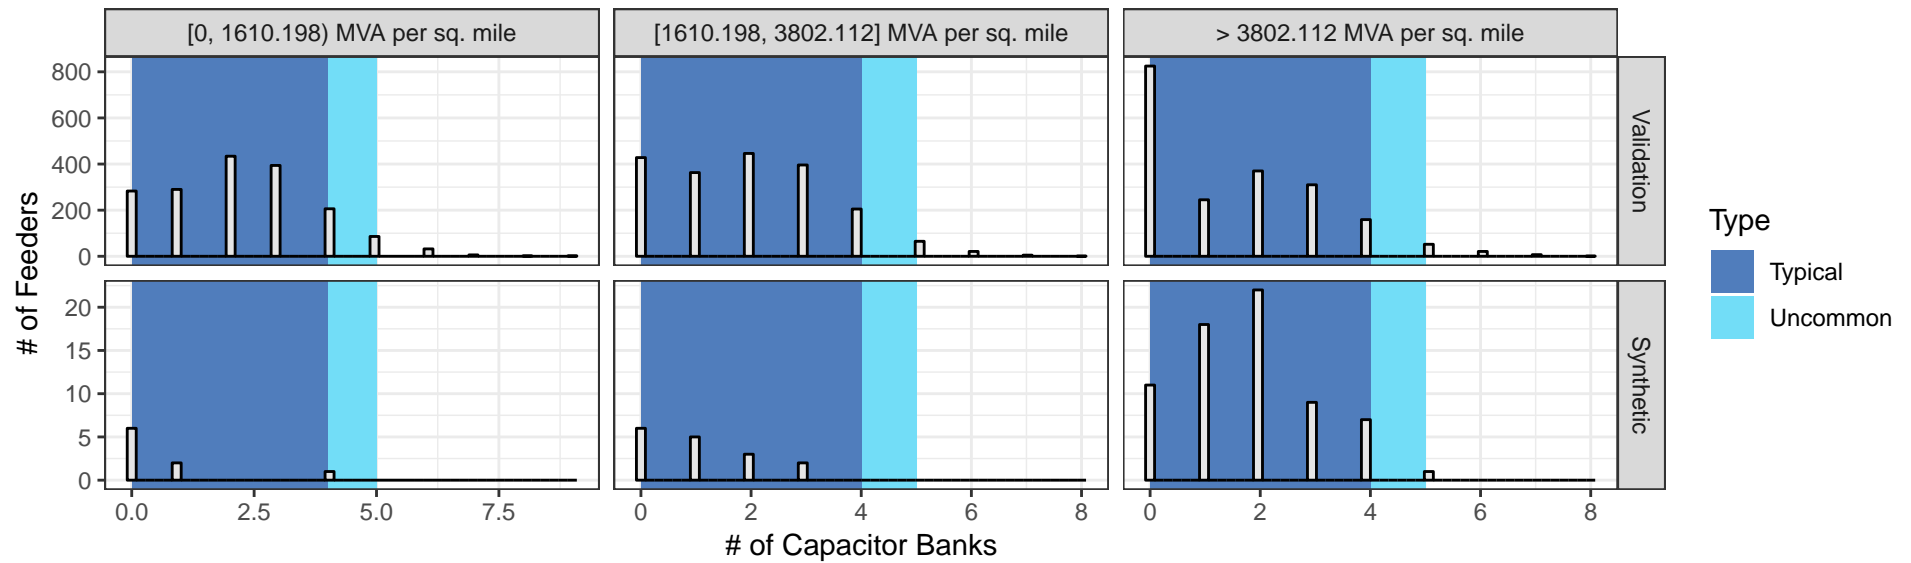 [0, 1610.198) MVA per sq. mile
[1610.198, 3802.112] MVA per sq. mile
> 3802.112 MVA per sq. mile
800
600
400
200
0
Validation
20
15
10
5
0
Synthetic
# of Feeders
0.0 2.5 5.0 7.5
0 2 4 6 8
0 2 4 6 8
# of Capacitor Banks
Type
Typical
Uncommon